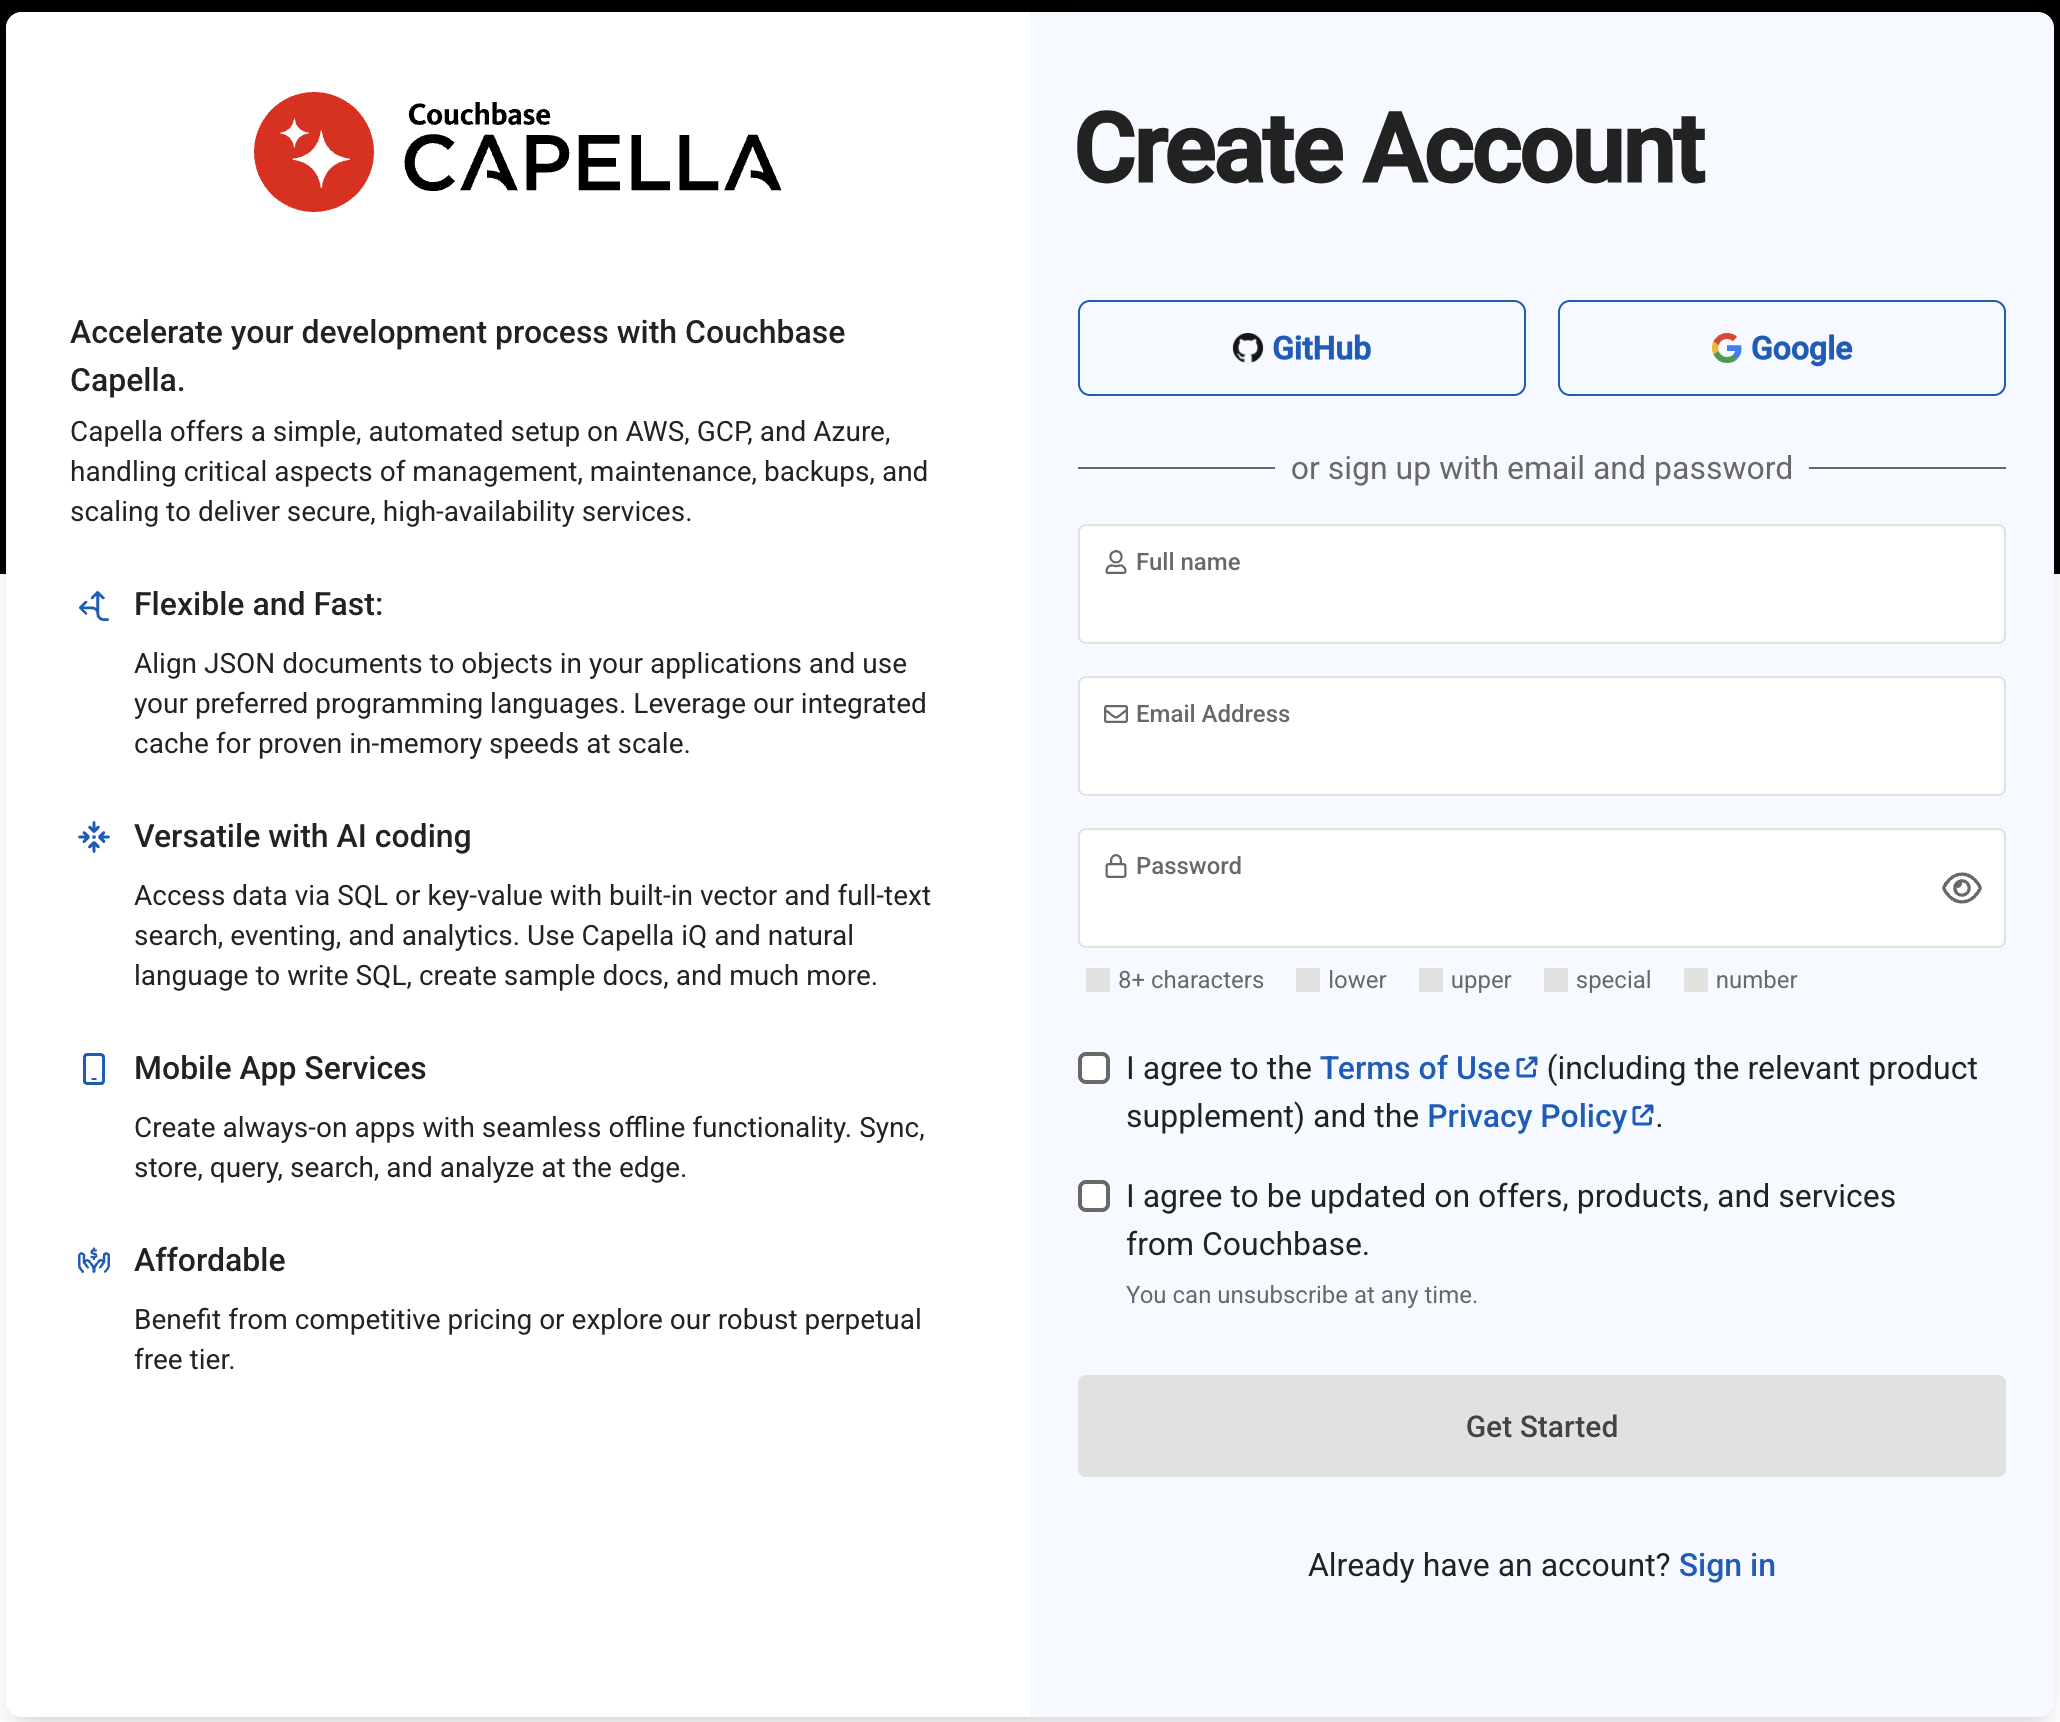 Couchbase
CAPELLA
Accelerate your development process with Couchbase
Capella.
Capella offers a simple, automated setup on AWS, GCP, and Azure,
handling critical aspects of management, maintenance, backups, and
scaling to deliver secure, high-availability services.
Flexible and Fast:
Align JSON documents to objects in your applications and use
your preferred programming languages. Leverage our integrated
cache for proven in-memory speeds at scale.
Versatile with AI coding
Access data via SQL or key-value with built-in vector and full-text
search, eventing, and analytics. Use Capella iQ and natural
language to write SQL, create sample docs, and much more.
Mobile App Services
Create always-on apps with seamless offline functionality. Sync,
store, query, search, and analyze at the edge.
Affordable
Benefit from competitive pricing or explore our robust perpetual
free tier.
Create Account
GitHub
Google
or sign up with email and password
Full name
Email Address
Password
8+ characters lower upper special number
I agree to the Terms of Use (including the relevant product
supplement) and the Privacy Policy.
I agree to be updated on offers, products, and services
from Couchbase.
You can unsubscribe at any time.
Get Started
Already have an account? Sign in